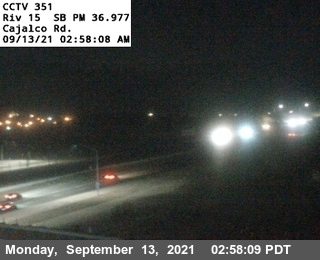 CCTV 351
Riv 15 SB PM 36.977
Cajalco Rd.
09/13/21 02:58:08 AM
Monday, September 13, 2021 02:58:09 PDT